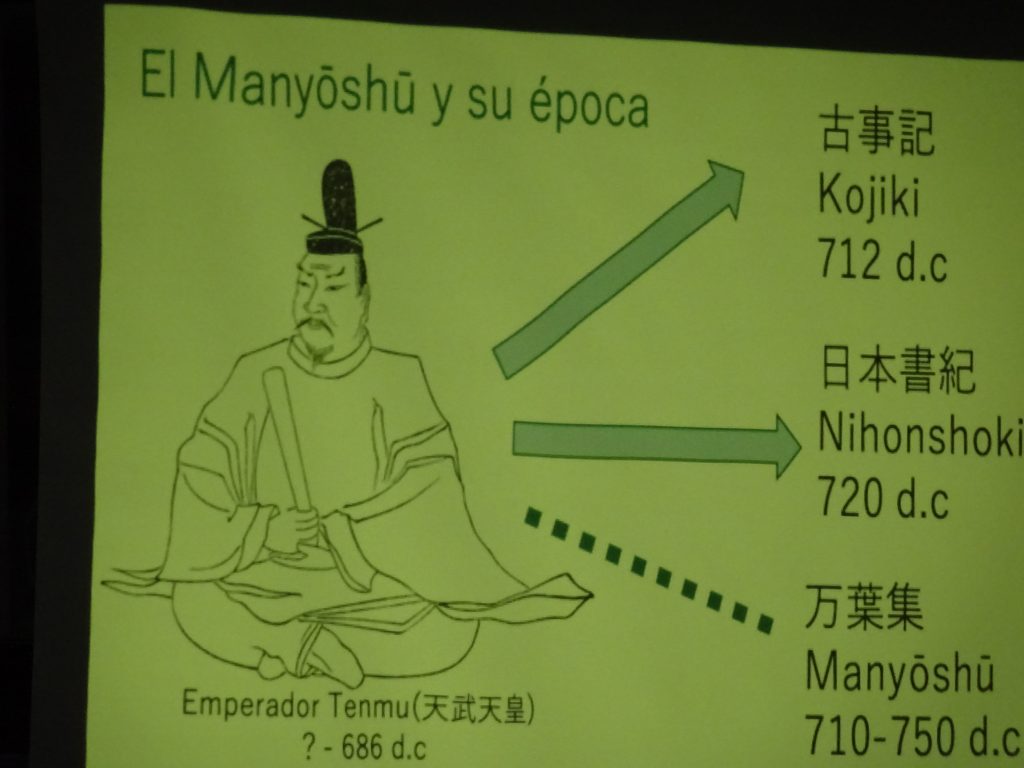 El Manyōshū y su época
古事記
Kojiki
712 d.c
日本書紀
Nihonshoki
720 d.c
万葉集
Manyōshū
710-750 d.c
Emperador Tenmu(天武天皇)
? - 686 d.c